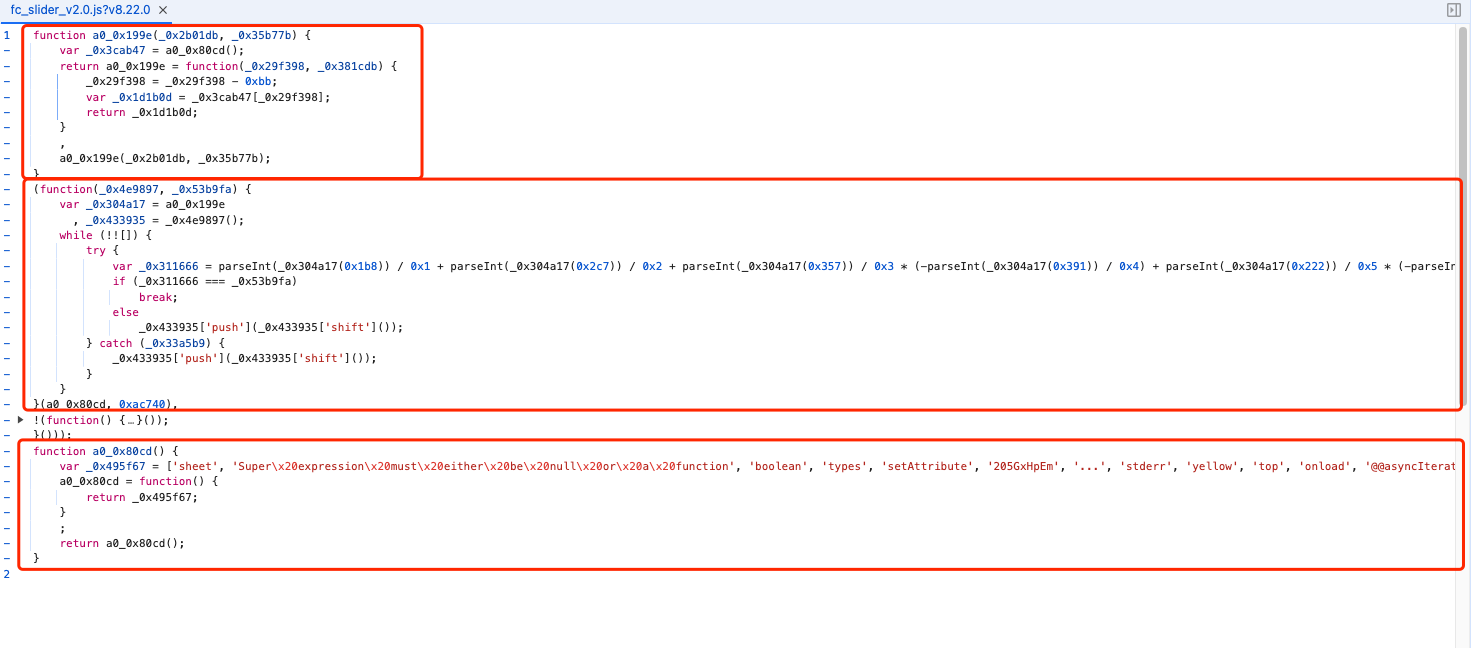 fc_slider_v2.0.js?v8.22.0 ×
1 function a0_0x199e(_0x2b01db, _0x35b77b) {
– var _0x3cab47 = a0_0x80cd();
– return a0_0x199e = function(_0x29f398, _0x381cdb) {
– _0x29f398 = _0x29f398 - 0xbb;
– var _0x1d1b0d = _0x3cab47[_0x29f398];
– return _0x1d1b0d;
– }
– ,
– a0_0x199e(_0x2b01db, _0x35b77b);
– }
– (function(_0x4e9897, _0x53b9fa) {
– var _0x304a17 = a0_0x199e
– , _0x433935 = _0x4e9897();
– while (!![]) {
– try {
– var _0x311666 = parseInt(_0x304a17(0x1b8)) / 0x1 + parseInt(_0x304a17(0x2c7)) / 0x2 + parseInt(_0x304a17(0x357)) / 0x3 * (-parseInt(_0x304a17(0x391)) / 0x4) + parseInt(_0x304a17(0x222)) / 0x5 * (-parseIn
– if (_0x311666 === _0x53b9fa)
– break;
– else
– _0x433935['push'](_0x433935['shift']());
– } catch (_0x33a5b9) {
– _0x433935['push'](_0x433935['shift']());
– }
– }
– }(a0_0x80cd, 0xac740),
– !(function() {…}());
– }()));
– function a0_0x80cd() {
– var _0x495f67 = ['sheet', 'Super\x20expression\x20must\x20either\x20be\x20null\x20or\x20a\x20function', 'boolean', 'types', 'setAttribute', '205GxHpEm', '...', 'stderr', 'yellow', 'top', 'onload', '@@asyncIterat
– a0_0x80cd = function() {
– return _0x495f67;
– }
– ;
– return a0_0x80cd();
– }
2